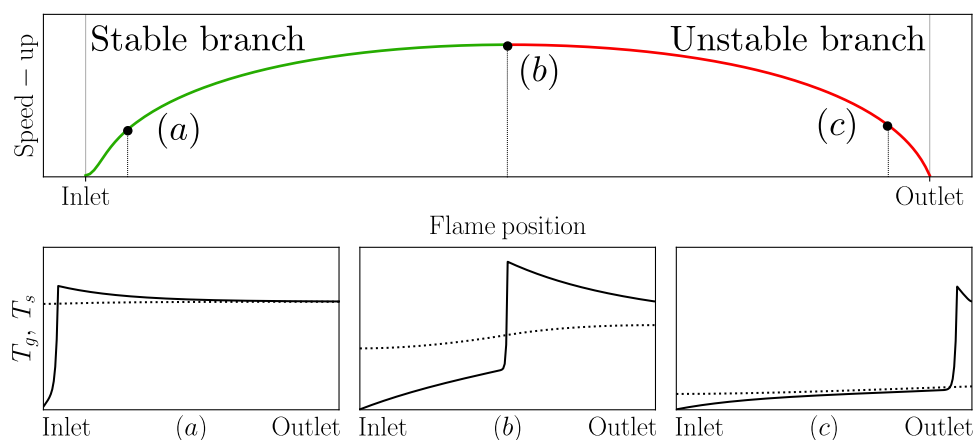 Stable branch
Unstable branch
Speed − up
(a)
(b)
(c)
Inlet
Outlet
Flame position
T_g, T_s
Inlet (a) Outlet
Inlet (b) Outlet
Inlet (c) Outlet